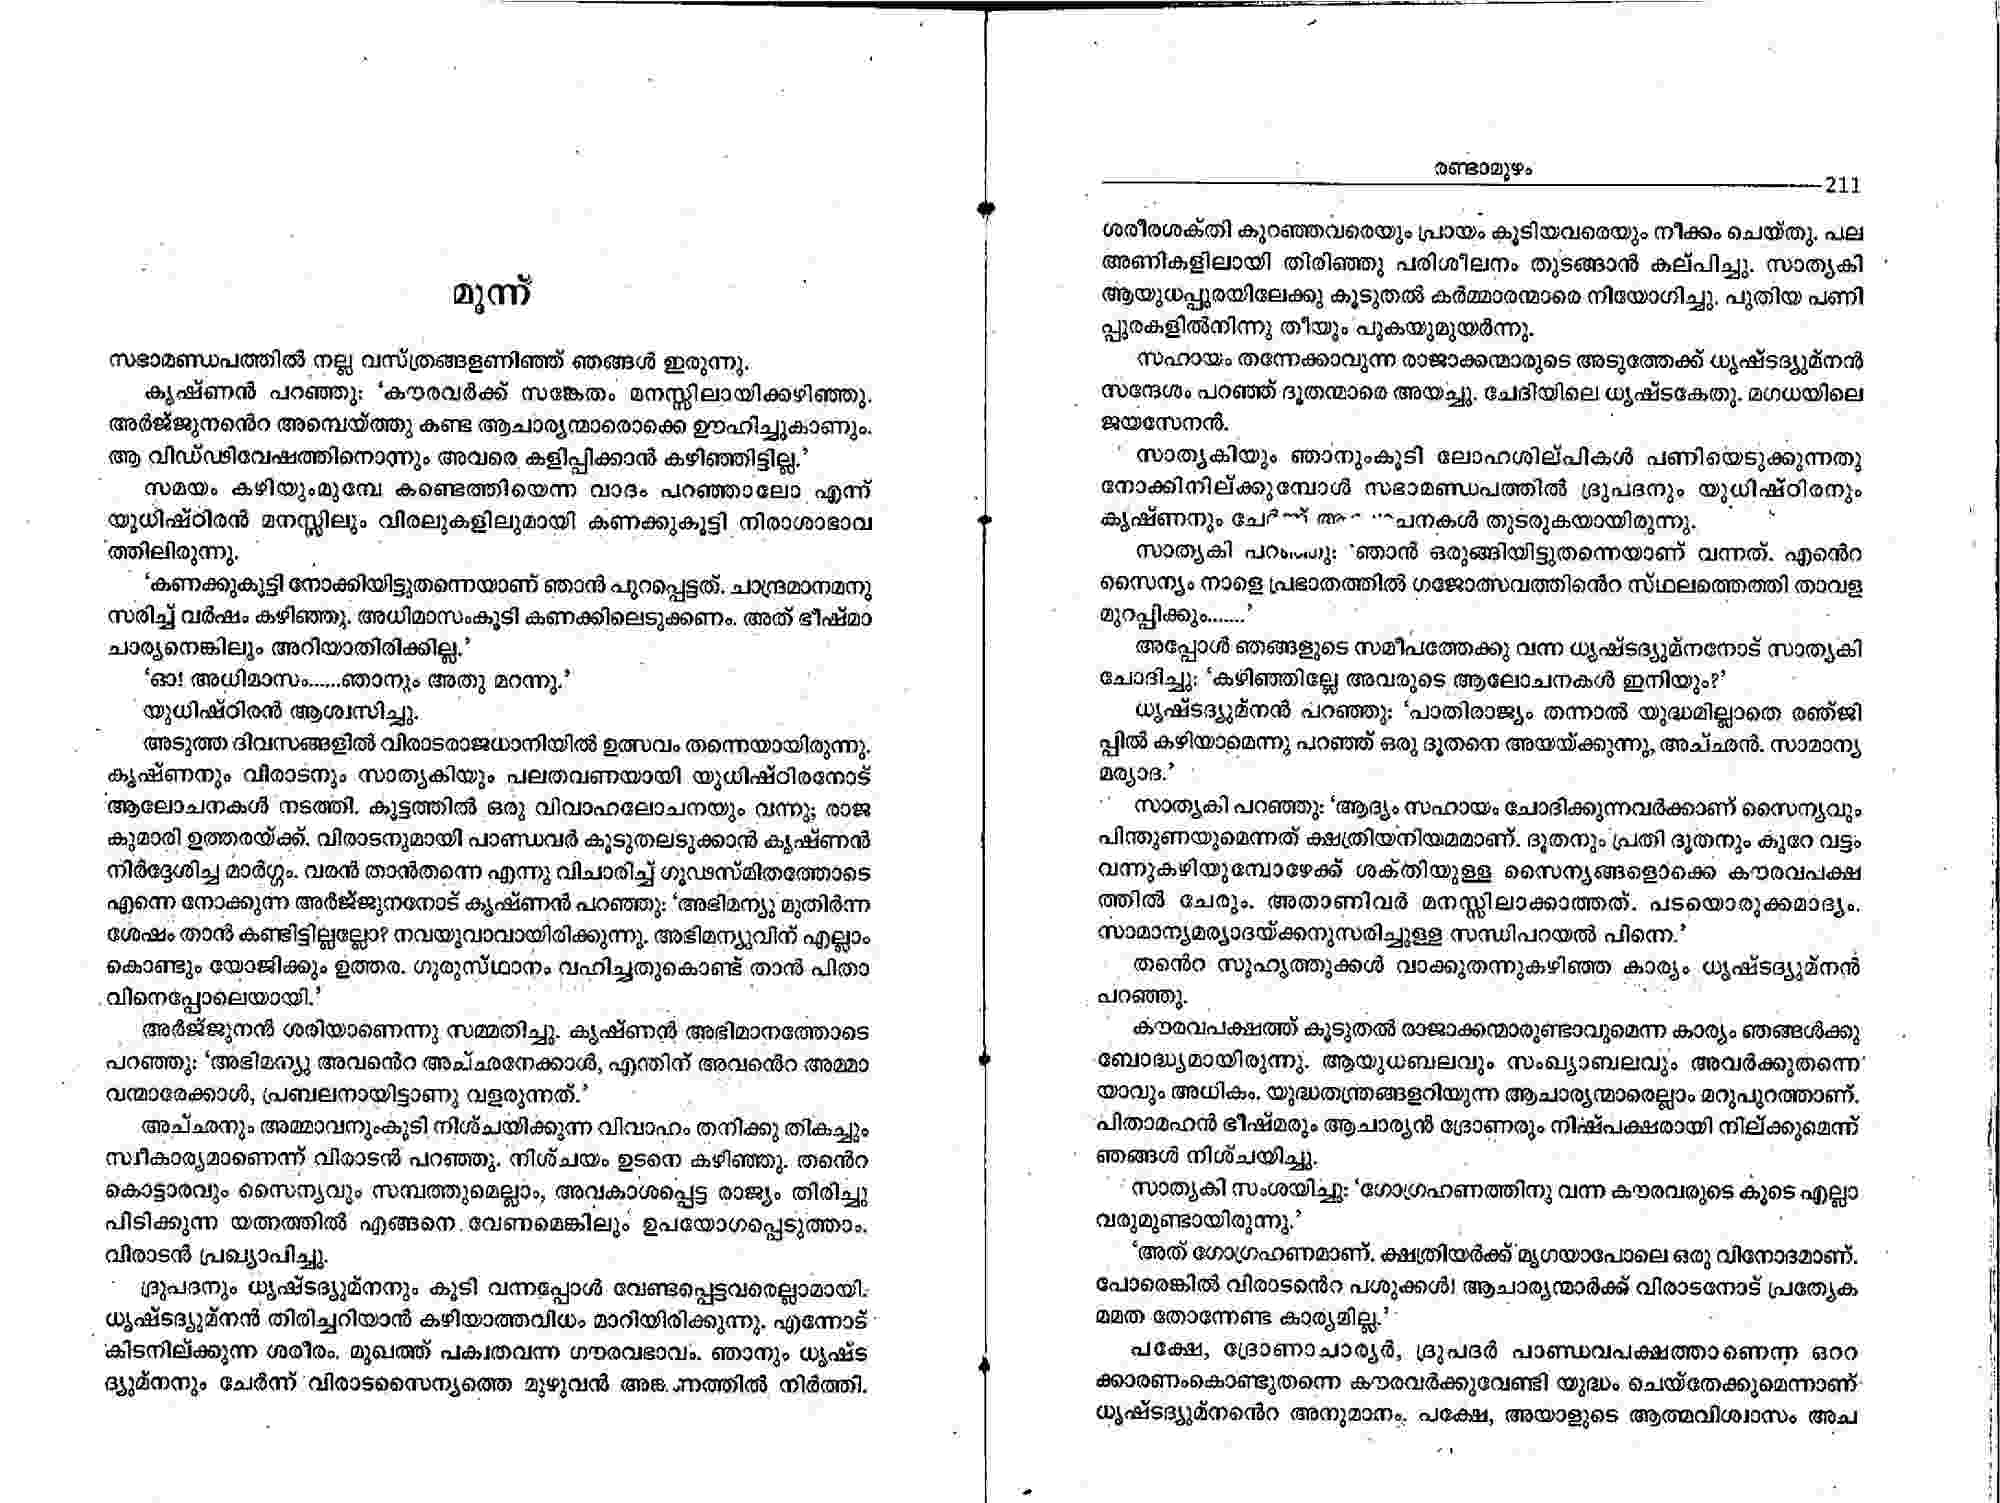 മൂന്ന്
സഭാമണ്ഡപത്തിൽ നല്ല വസ്ത്രങ്ങളണിഞ്ഞ് ഞങ്ങൾ ഇരുന്നു.
കൃഷ്ണൻ പറഞ്ഞു: ‘കൗരവർക്ക് സങ്കേതം മനസ്സിലായിക്കഴിഞ്ഞു.
അർജ്ജുനൻെറ അമ്പെയ്ത്തു കണ്ട ആചാര്യന്മാരൊക്കെ ഊഹിച്ചുകാണും.
ആ വിഡ്ഢിവേഷത്തിനൊന്നും അവരെ കളിപ്പിക്കാൻ കഴിഞ്ഞിട്ടില്ല.’
സമയം കഴിയുംമുമ്പേ കണ്ടെത്തിയെന്ന വാദം പറഞ്ഞാലോ എന്ന്
യുധിഷ്ഠിരൻ മനസ്സിലും വിരലുകളിലുമായി കണക്കുകൂട്ടി നിരാശാഭാവ
ത്തിലിരുന്നു.
‘കണക്കുകൂട്ടി നോക്കിയിട്ടുതന്നെയാണ് ഞാൻ പുറപ്പെട്ടത്. ചാന്ദ്രമാനമനു
സരിച്ച് വർഷം കഴിഞ്ഞു. അധിമാസംകൂടി കണക്കിലെടുക്കണം. അത് ഭീഷ്മാ
ചാര്യനെങ്കിലും അറിയാതിരിക്കില്ല.’
‘ഓ! അധിമാസം......ഞാനും അതു മറന്നു.’
യുധിഷ്ഠിരൻ ആശ്വസിച്ചു.
അടുത്ത ദിവസങ്ങളിൽ വിരാടരാജധാനിയിൽ ഉത്സവം തന്നെയായിരുന്നു.
കൃഷ്ണനും വിരാടനും സാത്യകിയും പലതവണയായി യുധിഷ്ഠിരനോട്
ആലോചനകൾ നടത്തി. കൂട്ടത്തിൽ ഒരു വിവാഹലോചനയും വന്നു; രാജ
കുമാരി ഉത്തരയ്ക്ക്. വിരാടനുമായി പാണ്ഡവർ കൂടുതലടുക്കാൻ കൃഷ്ണൻ
നിർദ്ദേശിച്ച മാർഗ്ഗം. വരൻ താൻതന്നെ എന്നു വിചാരിച്ച് ഗൂഢസ്മിതത്തോടെ
എന്നെ നോക്കുന്ന അർജ്ജുനനോട് കൃഷ്ണൻ പറഞ്ഞു: ‘അഭിമന്യു മുതിർന്ന
ശേഷം താൻ കണ്ടിട്ടില്ലല്ലോ? നവയുവാവായിരിക്കുന്നു. അഭിമന്യുവിന് എല്ലാം
കൊണ്ടും യോജിക്കും ഉത്തര. ഗുരുസ്ഥാനം വഹിച്ചതുകൊണ്ട് താൻ പിതാ
വിനെപ്പോലെയായി.’
അർജ്ജുനൻ ശരിയാണെന്നു സമ്മതിച്ചു. കൃഷ്ണൻ അഭിമാനത്തോടെ
പറഞ്ഞു: ‘അഭിമന്യു അവൻെറ അച്ഛനേക്കാൾ, എന്തിന് അവൻെറ അമ്മാ
വന്മാരേക്കാൾ, പ്രബലനായിട്ടാണു വളരുന്നത്.’
അച്ഛനും അമ്മാവനുംകൂടി നിശ്ചയിക്കുന്ന വിവാഹം തനിക്കു തികച്ചും
സ്വീകാര്യമാണെന്ന് വിരാടൻ പറഞ്ഞു. നിശ്ചയം ഉടനെ കഴിഞ്ഞു. തൻെറ
കൊട്ടാരവും സൈന്യവും സമ്പത്തുമെല്ലാം, അവകാശപ്പെട്ട രാജ്യം തിരിച്ചു
പിടിക്കുന്ന യത്നത്തിൽ എങ്ങനെ വേണമെങ്കിലും ഉപയോഗപ്പെടുത്താം.
വിരാടൻ പ്രഖ്യാപിച്ചു.
ദ്രുപദനും ധൃഷ്ടദ്യുമ്നനും കൂടി വന്നപ്പോൾ വേണ്ടപ്പെട്ടവരെല്ലാമായി.
ധൃഷ്ടദ്യുമ്നൻ തിരിച്ചറിയാൻ കഴിയാത്തവിധം മാറിയിരിക്കുന്നു. എന്നോട്
കിടനില്ക്കുന്ന ശരീരം. മുഖത്ത് പക്വതവന്ന ഗൗരവഭാവം. ഞാനും ധൃഷ്ട
ദ്യുമ്നനും ചേർന്ന് വിരാടസൈന്യത്തെ മുഴുവൻ നിർത്തി.
രണ്ടാമൂഴം
211
ശരീരശക്തി കുറഞ്ഞവരെയും പ്രായം കൂടിയവരെയും നീക്കം ചെയ്തു. പല
അണികളിലായി തിരിഞ്ഞു പരിശീലനം തുടങ്ങാൻ കല്പിച്ചു. സാത്യകി
ആയുധപ്പുരയിലേക്കു കൂടുതൽ കർമ്മാരന്മാരെ നിയോഗിച്ചു. പുതിയ പണി
പ്പുരകളിൽനിന്നു തീയും പുകയുമുയർന്നു.
സഹായം തന്നേക്കാവുന്ന രാജാക്കന്മാരുടെ അടുത്തേക്ക് ധൃഷ്ടദ്യുമ്നൻ
സന്ദേശം പറഞ്ഞ് ദൂതന്മാരെ അയച്ചു. ചേദിയിലെ ധൃഷ്ടകേതു. മഗധയിലെ
ജയസേനൻ.
സാത്യകിയും ഞാനുംകൂടി ലോഹശില്പികൾ പണിയെടുക്കുന്നതു
നോക്കിനില്ക്കുമ്പോൾ സഭാമണ്ഡപത്തിൽ ദ്രുപദനും യുധിഷ്ഠിരനും
കൃഷ്ണനും തുടരുകയായിരുന്നു.
സാത്യകി പറഞ്ഞു: ‘ഞാൻ ഒരുങ്ങിയിട്ടുതന്നെയാണ് വന്നത്. എൻെറ
സൈന്യം നാളെ പ്രഭാതത്തിൽ ഗജോത്സവത്തിൻെറ സ്ഥലത്തെത്തി താവള
മുറപ്പിക്കും.......’
അപ്പോൾ ഞങ്ങളുടെ സമീപത്തേക്കു വന്ന ധൃഷ്ടദ്യുമ്നനോട് സാത്യകി
ചോദിച്ചു: ‘കഴിഞ്ഞില്ലേ അവരുടെ ആലോചനകൾ ഇനിയും?’
ധൃഷ്ടദ്യുമ്നൻ പറഞ്ഞു: ‘പാതിരാജ്യം തന്നാൽ യുദ്ധമില്ലാതെ രഞ്ജി
പ്പിൽ കഴിയാമെന്നു പറഞ്ഞ് ഒരു ദൂതനെ അയയ്ക്കുന്നു, അച്ഛൻ. സാമാന്യ
മര്യാദ.’
സാത്യകി പറഞ്ഞു: ‘ആദ്യം സഹായം ചോദിക്കുന്നവർക്കാണ് സൈന്യവും
പിന്തുണയുമെന്നത് ക്ഷത്രിയനിയമമാണ്. ദൂതനും പ്രതി ദൂതനും കുറേ വട്ടം
വന്നുകഴിയുമ്പോഴേക്ക് ശക്തിയുള്ള സൈന്യങ്ങളൊക്കെ കൗരവപക്ഷ
ത്തിൽ ചേരും. അതാണിവർ മനസ്സിലാക്കാത്തത്. പടയൊരുക്കമാദ്യം.
സാമാന്യമര്യാദയ്ക്കനുസരിച്ചുള്ള സന്ധിപറയൽ പിന്നെ.’
തൻെറ സുഹൃത്തുക്കൾ വാക്കുതന്നുകഴിഞ്ഞ കാര്യം ധൃഷ്ടദ്യുമ്നൻ
പറഞ്ഞു.
കൗരവപക്ഷത്ത് കൂടുതൽ രാജാക്കന്മാരുണ്ടാവുമെന്ന കാര്യം ഞങ്ങൾക്കു
ബോദ്ധ്യമായിരുന്നു. ആയുധബലവും സംഖ്യാബലവും അവർക്കുതന്നെ
യാവും അധികം. യുദ്ധതന്ത്രങ്ങളറിയുന്ന ആചാര്യന്മാരെല്ലാം മറുപുറത്താണ്.
പിതാമഹൻ ഭീഷ്മരും ആചാര്യൻ ദ്രോണരും നിഷ്പക്ഷരായി നില്ക്കുമെന്ന്
ഞങ്ങൾ നിശ്ചയിച്ചു.
സാത്യകി സംശയിച്ചു: ‘ഗോഗ്രഹണത്തിനു വന്ന കൗരവരുടെ കൂടെ എല്ലാ
വരുമുണ്ടായിരുന്നു.’
‘അത് ഗോഗ്രഹണമാണ്. ക്ഷത്രിയർക്ക് മൃഗയാപോലെ ഒരു വിനോദമാണ്.
പോരെങ്കിൽ വിരാടൻെറ പശുക്കൾ! ആചാര്യന്മാർക്ക് വിരാടനോട് പ്രത്യേക
മമത തോന്നേണ്ട കാര്യമില്ല.’
പക്ഷേ, ദ്രോണാചാര്യർ, ദ്രുപദർ പാണ്ഡവപക്ഷത്താണെന്ന ഒററ
ക്കാരണംകൊണ്ടുതന്നെ കൗരവർക്കുവേണ്ടി യുദ്ധം ചെയ്തേക്കുമെന്നാണ്
ധൃഷ്ടദ്യുമ്നൻെറ അനുമാനം. പക്ഷേ, അയാളുടെ ആത്മവിശ്വാസം അച